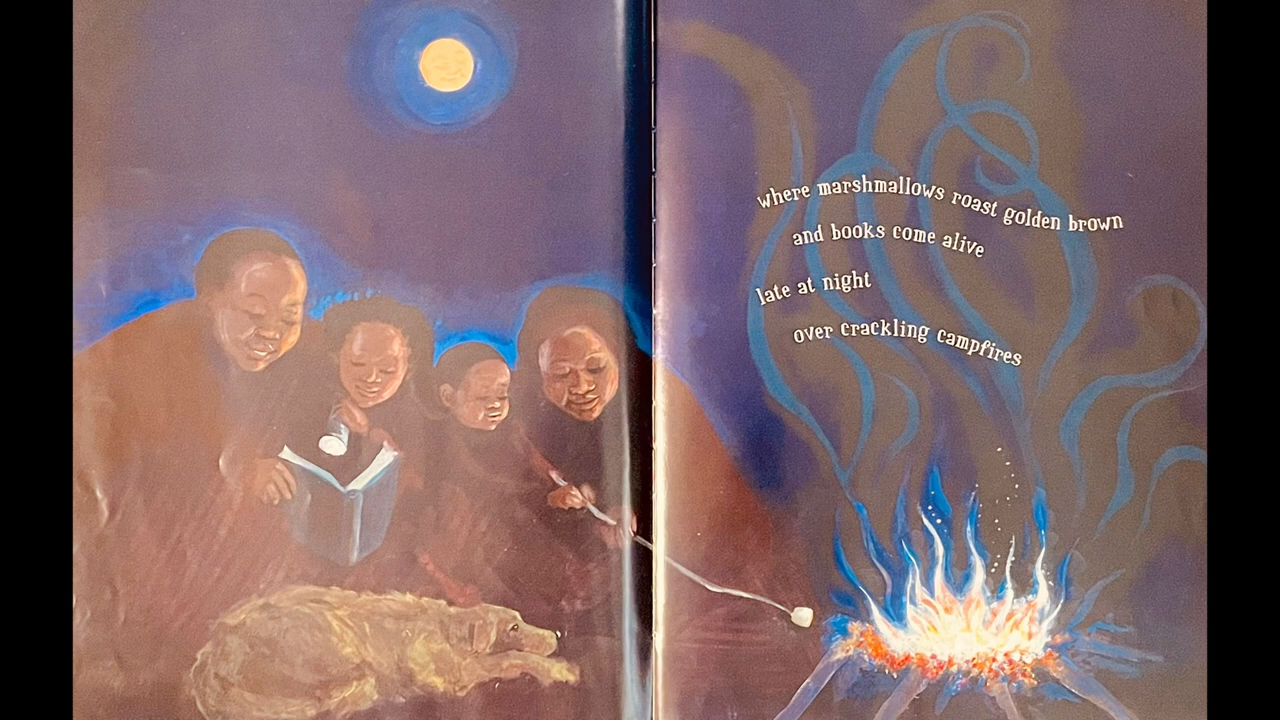 where marshmallows roast golden brown
and books come alive
late at night
over crackling campfires